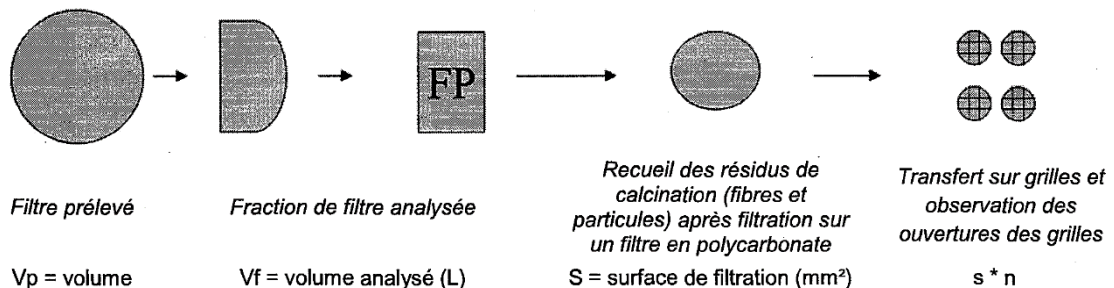 FP
Filtre prélevé
Fraction de filtre analysée
Recueil des résidus de
calcination (fibres et
particules) après filtration sur
un filtre en polycarbonate
Transfert sur grilles et
observation des
ouvertures des grilles
Vp = volume
Vf = volume analysé (L)
S = surface de filtration (mm²)
s * n